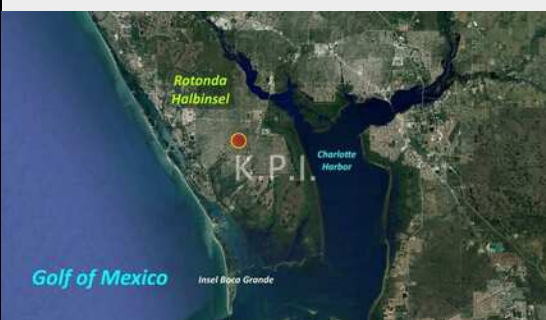 Rotonda
Halbinsel
K.P.I.
Charlotte
Harbor
Golf of Mexico
Insel Boca Grande